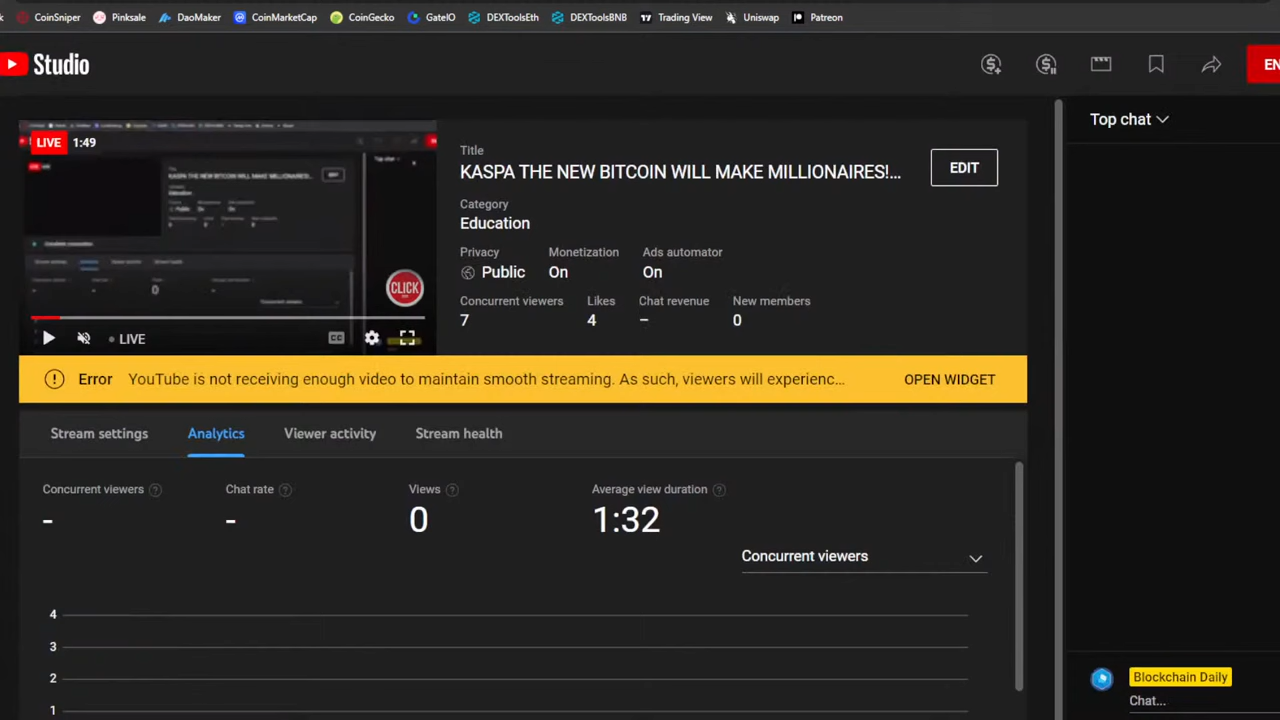 CoinSniper Pinksale DaoMaker CoinMarketCap CoinGecko GateIO DEXToolsEth DEXToolsBNB Trading View Uniswap Patreon
Studio
EN
LIVE 1:49
CLICK
LIVE
CC
Title
KASPA THE NEW BITCOIN WILL MAKE MILLIONAIRES!...
EDIT
Category
Education
Privacy Monetization Ads automator
Public On On
Concurrent viewers Likes Chat revenue New members
7 4 – 0
Top chat
Error YouTube is not receiving enough video to maintain smooth streaming. As such, viewers will experienc... OPEN WIDGET
Stream settings Analytics Viewer activity Stream health
Concurrent viewers Chat rate Views Average view duration
- - 0 1:32
Concurrent viewers
4
3
2
1
Blockchain Daily
Chat...